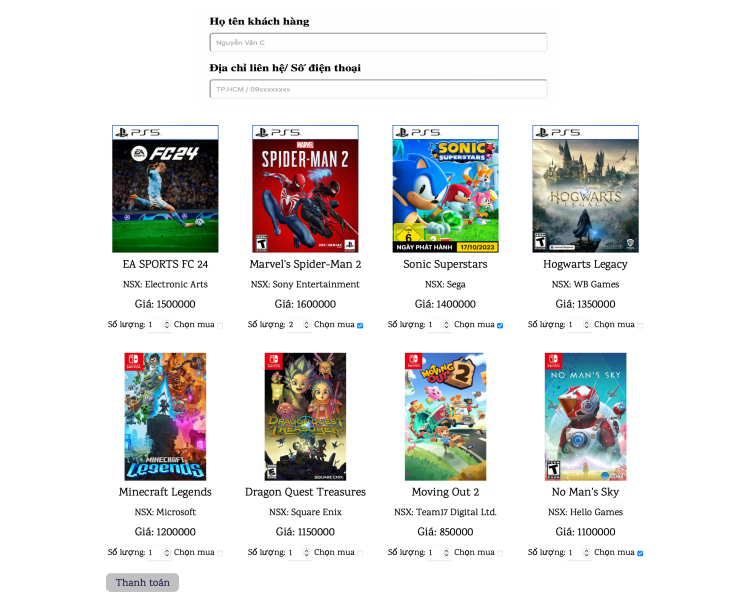 Họ tên khách hàng
Nguyễn Văn C
Địa chỉ liên hệ/ Số điện thoại
TP.HCM / 09xxxxxxxx
PS5 PS5 PS5 PS5
EA SPORTS FC24
MARVEL
SPIDER-MAN 2
SONIC
SUPERSTARS
NGÀY PHÁT HÀNH 17/10/2023
HOGWARTS
LEGACY
EA SPORTS FC 24 Marvel's Spider-Man 2 Sonic Superstars Hogwarts Legacy
NSX: Electronic Arts NSX: Sony Entertainment NSX: Sega NSX: WB Games
Giá: 1500000 Giá: 1600000 Giá: 1400000 Giá: 1350000
Số lượng: 1 Chọn mua Số lượng: 2 Chọn mua Số lượng: 1 Chọn mua Số lượng: 1 Chọn mua
MINECRAFT
Legends
DRAGON QUEST
TREASURES
SQUARE ENIX
MOVING
OUT 2
NO MAN'S SKY
Minecraft Legends Dragon Quest Treasures Moving Out 2 No Man's Sky
NSX: Microsoft NSX: Square Enix NSX: Team17 Digital Ltd. NSX: Hello Games
Giá: 1200000 Giá: 1150000 Giá: 850000 Giá: 1100000
Số lượng: 1 Chọn mua Số lượng: 1 Chọn mua Số lượng: 1 Chọn mua Số lượng: 1 Chọn mua
Thanh toán